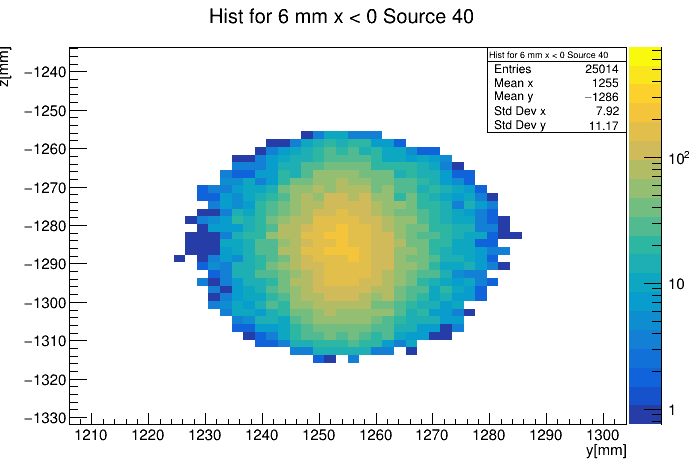 Hist for 6 mm x < 0 Source 40
z[mm]
Hist for 6 mm x < 0 Source 40
Entries 25014
Mean x 1255
Mean y −1286
Std Dev x 7.92
Std Dev y 11.17
−1240
−1250
−1260
−1270
−1280
−1290
−1300
−1310
−1320
−1330
10²
10
1
1210 1220 1230 1240 1250 1260 1270 1280 1290 1300
y[mm]